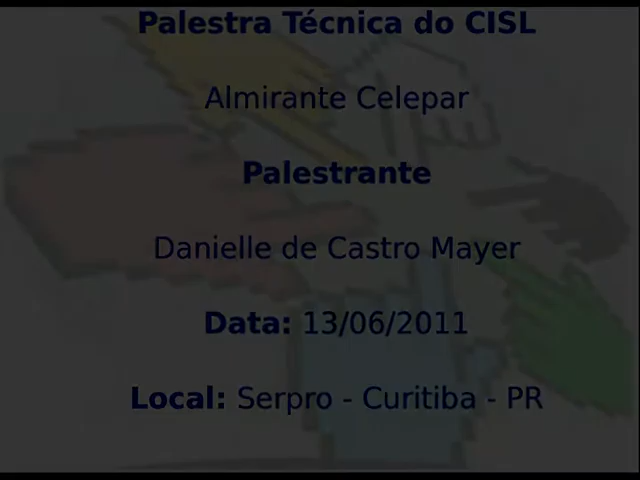 Palestra Técnica do CISL
Almirante Celepar
Palestrante
Danielle de Castro Mayer
Data: 13/06/2011
Local: Serpro - Curitiba - PR